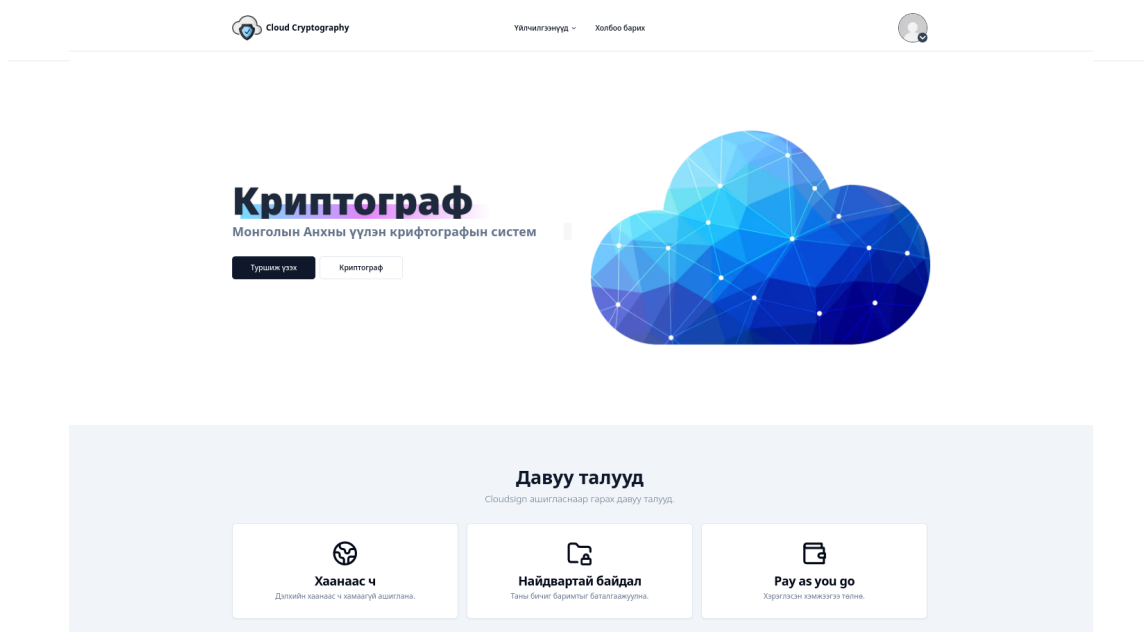 Cloud Cryptography
Үйлчилгээнүүд
Холбоо барих
Криптограф
Монголын Анхны үүлэн крифтографын систем
Туршиж үзэх
Криптограф
Давуу талууд
Cloudsign ашигласнаар гарах давуу талууд.
Хаанаас ч
Дэлхийн хаанаас ч хамаагүй ашиглана.
Найдвартай байдал
Таны бичиг баримтыг баталгаажуулна.
Pay as you go
Хэрэглэсэн хэмжээгээ төлнө.